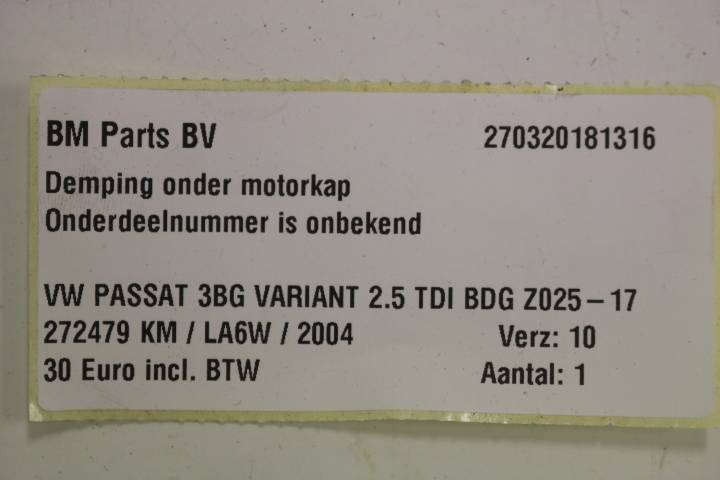 BM Parts BV 270320181316
Demping onder motorkap
Onderdeelnummer is onbekend
VW PASSAT 3BG VARIANT 2.5 TDI BDG Z025-17
272479 KM / LA6W / 2004 Verz: 10
30 Euro incl. BTW Aantal: 1